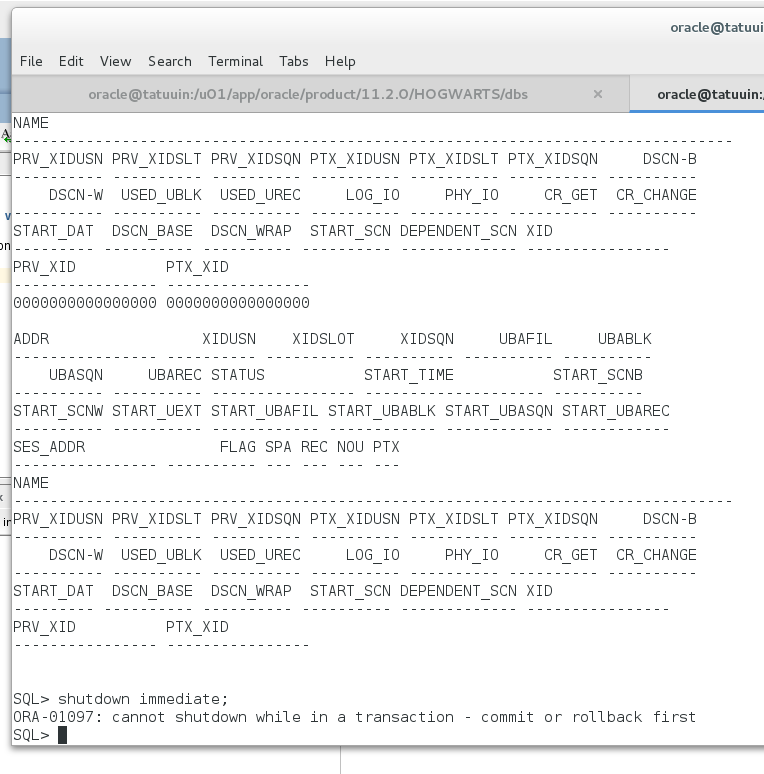 oracle@tatuui
File Edit View Search Terminal Tabs Help
oracle@tatuuin:/u01/app/oracle/product/11.2.0/HOGWARTS/dbs × oracle@tatuuin:/
NAME
--------------------------------------------------------------------------------
PRV_XIDUSN PRV_XIDSLT PRV_XIDSQN PTX_XIDUSN PTX_XIDSLT PTX_XIDSQN     DSCN-B
---------- ---------- ---------- ---------- ---------- ---------- ----------
    DSCN-W  USED_UBLK  USED_UREC     LOG_IO     PHY_IO     CR_GET  CR_CHANGE
---------- ---------- ---------- ---------- ---------- ---------- ----------
START_DAT  DSCN_BASE  DSCN_WRAP  START_SCN DEPENDENT_SCN XID
--------- ---------- ---------- ---------- ------------- ----------------
PRV_XID          PTX_XID
---------------- ----------------
0000000000000000 0000000000000000
ADDR                 XIDUSN    XIDSLOT     XIDSQN     UBAFIL     UBABLK
---------------- ---------- ---------- ---------- ---------- ----------
    UBASQN     UBAREC STATUS           START_TIME           START_SCNB
---------- ---------- ---------------- -------------------- ----------
START_SCNW START_UEXT START_UBAFIL START_UBABLK START_UBASQN START_UBAREC
---------- ---------- ------------ ------------ ------------ ------------
SES_ADDR               FLAG SPA REC NOU PTX
---------------- ---------- --- --- --- ---
NAME
--------------------------------------------------------------------------------
PRV_XIDUSN PRV_XIDSLT PRV_XIDSQN PTX_XIDUSN PTX_XIDSLT PTX_XIDSQN     DSCN-B
---------- ---------- ---------- ---------- ---------- ---------- ----------
    DSCN-W  USED_UBLK  USED_UREC     LOG_IO     PHY_IO     CR_GET  CR_CHANGE
---------- ---------- ---------- ---------- ---------- ---------- ----------
START_DAT  DSCN_BASE  DSCN_WRAP  START_SCN DEPENDENT_SCN XID
--------- ---------- ---------- ---------- ------------- ----------------
PRV_XID          PTX_XID
---------------- ----------------
SQL> shutdown immediate;
ORA-01097: cannot shutdown while in a transaction - commit or rollback first
SQL>